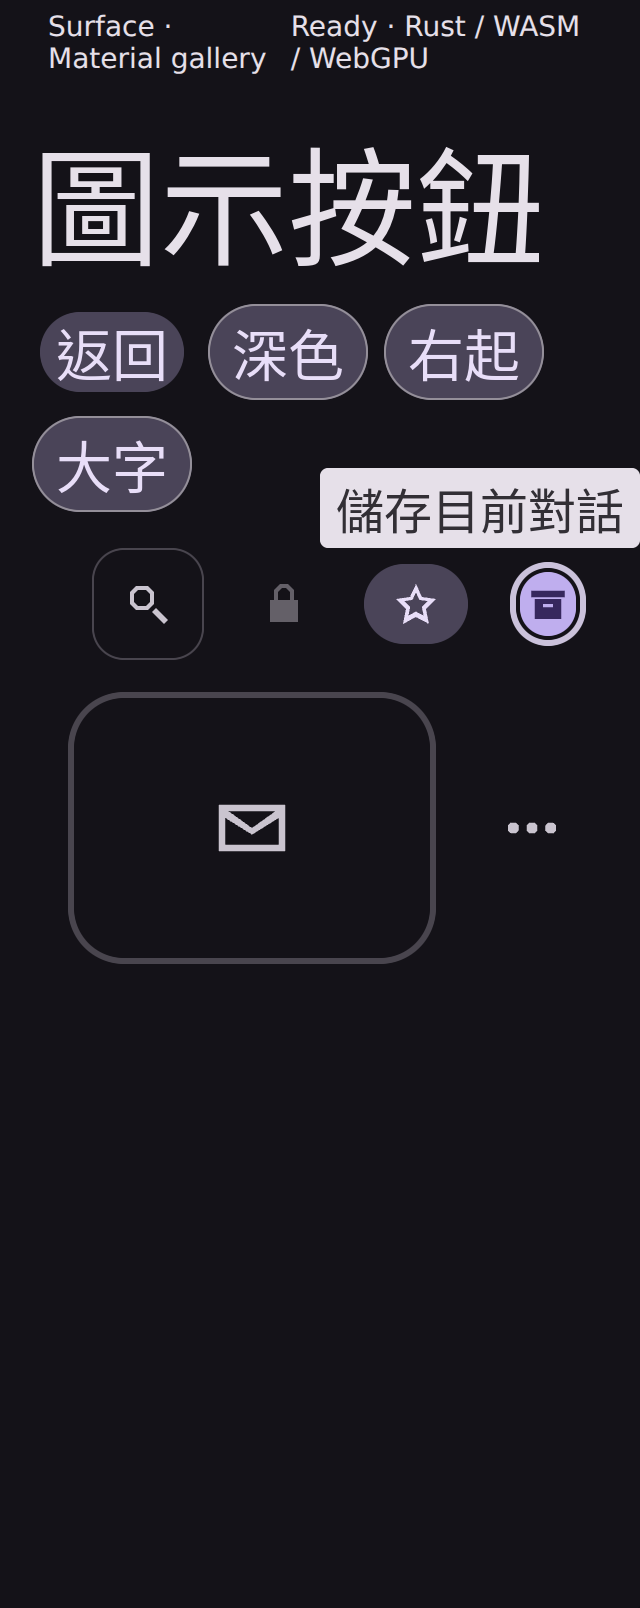 Surface ·
Material gallery
Ready · Rust / WASM
/ WebGPU
圖示按鈕
返回
深色
右起
大字
儲存目前對話